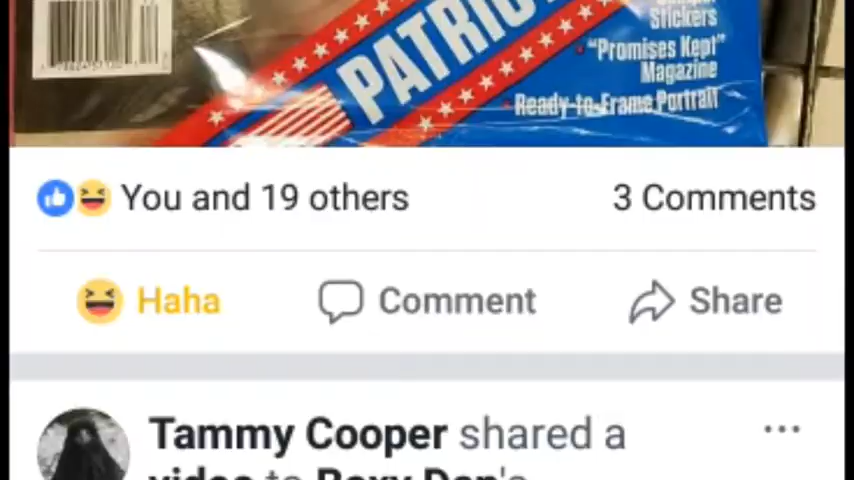 PATRIO
Stickers
"Promises Kept"
Magazine
Ready-to-Frame Portrait
You and 19 others
3 Comments
Haha
Comment
Share
Tammy Cooper shared a
video to Roxy Dan's